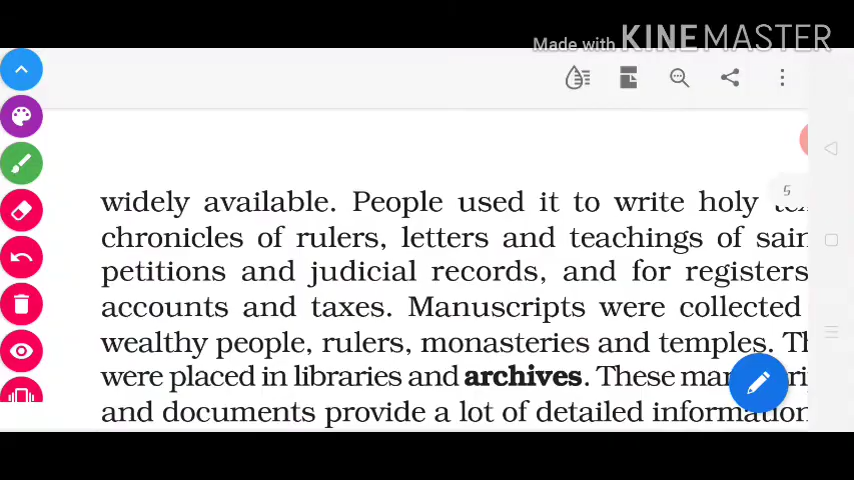 Made with KINEMASTER
5
widely available. People used it to write holy
chronicles of rulers, letters and teachings of
petitions and judicial records, and for registers
accounts and taxes. Manuscripts were collected
wealthy people, rulers, monasteries and temples.
were placed in libraries and archives. These
and documents provide a lot of detailed information